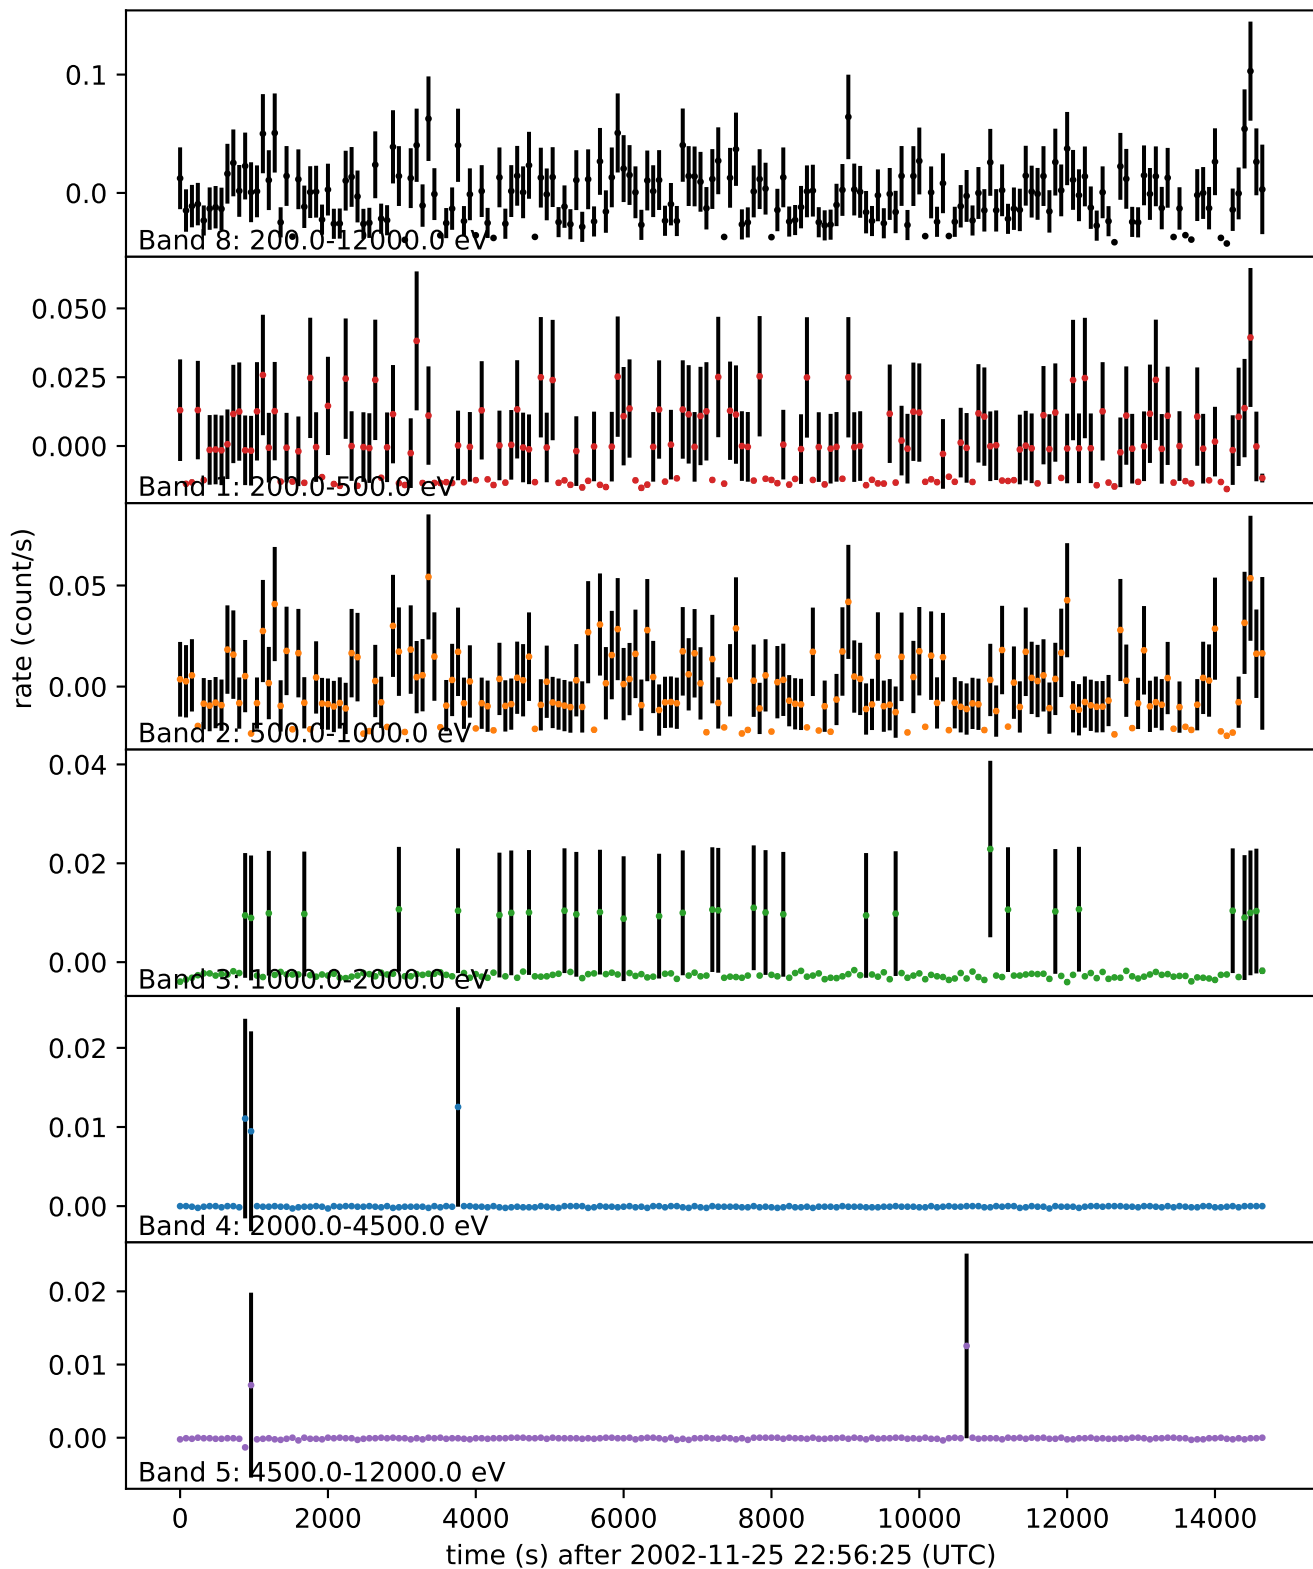 0.1
0.0
Band 8: 200.0-12000.0 eV
0.050
0.025
0.000
Band 1: 200.0-500.0 eV
rate (count/s)
0.05
0.00
Band 2: 500.0-1000.0 eV
0.04
0.02
0.00
Band 3: 1000.0-2000.0 eV
0.02
0.01
0.00
Band 4: 2000.0-4500.0 eV
0.02
0.01
0.00
Band 5: 4500.0-12000.0 eV
0 2000 4000 6000 8000 10000 12000 14000
time (s) after 2002-11-25 22:56:25 (UTC)